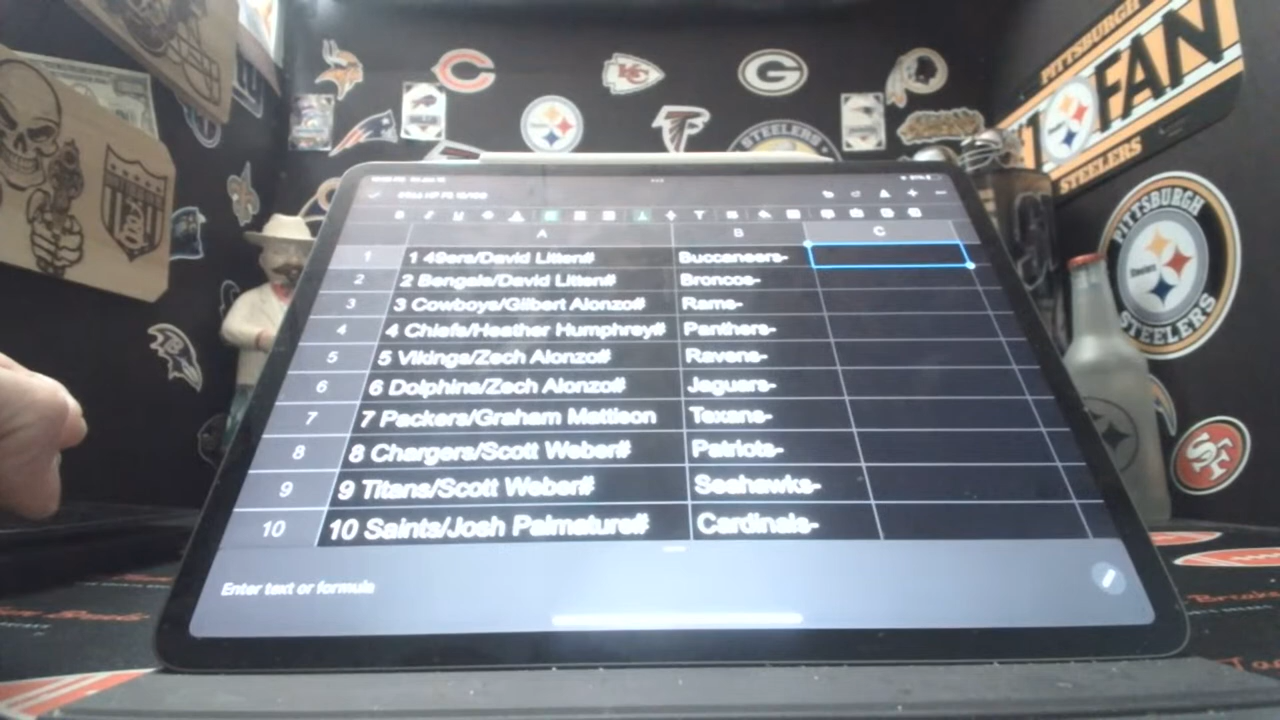 PITTSBURGH
FAN
STEELERS
STEELERS
PITTSBURGH
Steelers
STEELERS
A B C
1 1 49ers/David Litten# Buccaneers-
2 2 Bengals/David Litten# Broncos-
3 3 Cowboys/Gilbert Alonzo# Rams-
4 4 Chiefs/Heather Humphrey# Panthers-
5 5 Vikings/Zech Alonzo# Ravens-
6 6 Dolphins/Zech Alonzo# Jaguars-
7 7 Packers/Graham Mattison Texans-
8 8 Chargers/Scott Weber# Patriots-
9 9 Titans/Scott Weber# Seahawks-
10 10 Saints/Josh Palmature# Cardinals-
Enter text or formula